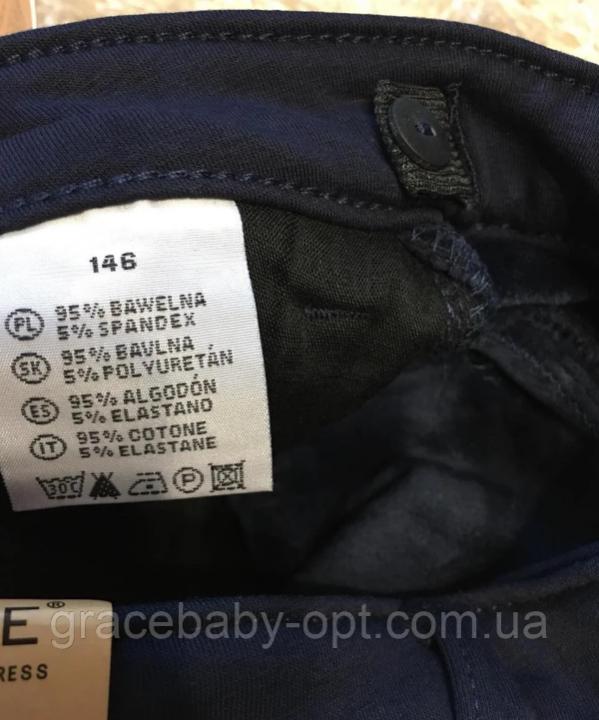 146
PL 95% BAWELNA
5% SPANDEX
SK 95% BAVLNA
5% POLYURETÁN
ES 95% ALGODÓN
5% ELASTANO
IT 95% COTONE
5% ELASTANE
30C P
E®
RESS
gracebaby-opt.com.ua